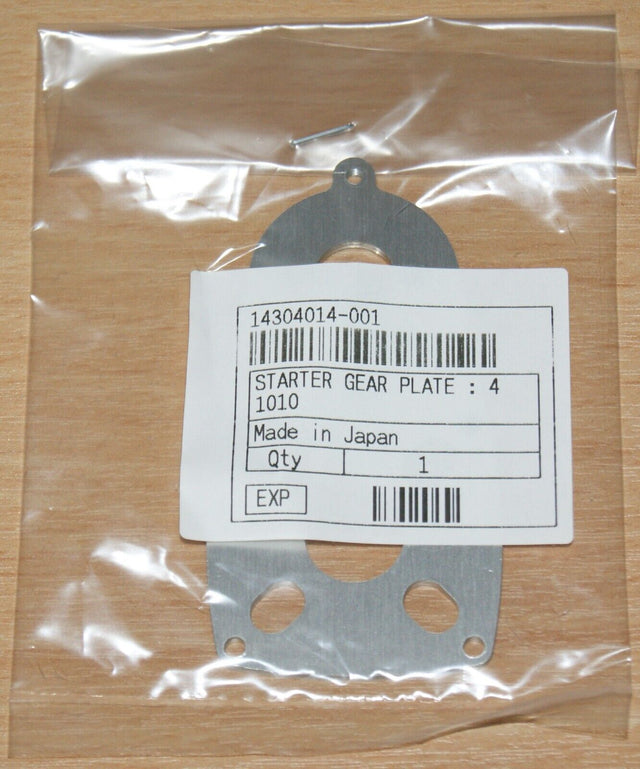 14304014-001
STARTER GEAR PLATE : 4
1010
Made in Japan
Qty 1
EXP